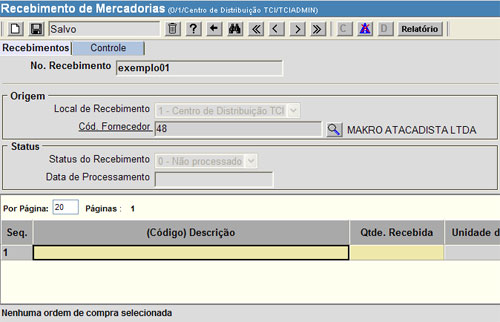 Recebimento de Mercadorias (0/1/Centro de Distribuição TCI/TCIADMIN)
Salvo ? C A D Relatório
Recebimentos Controle
No. Recebimento exemplo01
Origem
Local de Recebimento 1 - Centro de Distribuição TCI
Cód. Fornecedor 48 MAKRO ATACADISTA LTDA
Status
Status do Recebimento 0 - Não processado
Data de Processamento
Por Página: 20 Páginas : 1
Seq. (Código) Descrição Qtde. Recebida Unidade d
1
Nenhuma ordem de compra selecionada